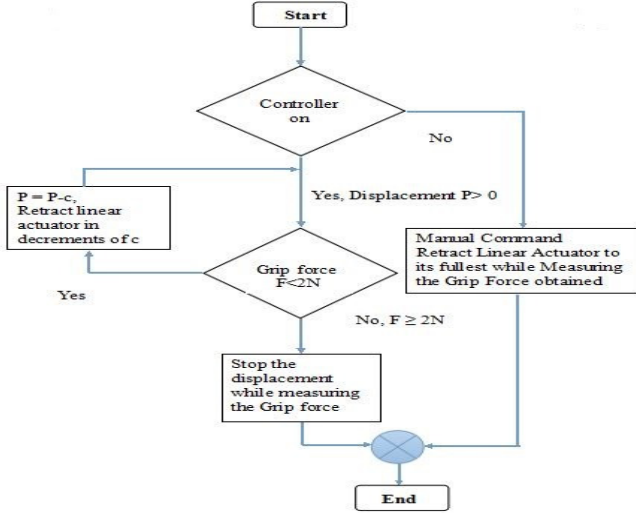 Start
Controller
on
No
Yes, Displacement P> 0
P = P-c,
Retract linear
actuator in
decrements of c
Manual Command
Retract Linear Actuator to
its fullest while Measuring
the Grip Force obtained
Grip force
F<2N
Yes
No, F ≥ 2N
Stop the
displacement
while measuring
the Grip force
End